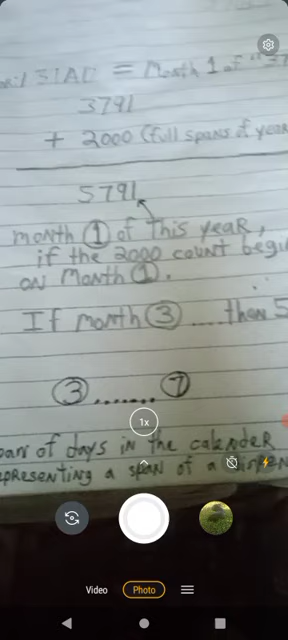 31AD = Month 1 of "37
3791
+ 2000 (full spans of year
5791
month ① of this year,
if the 2000 count begi
on Month ①.
If month ③ .... then 5
③ ....... ⑦
1x
of days in the calender
epresenting a span of a
Video Photo